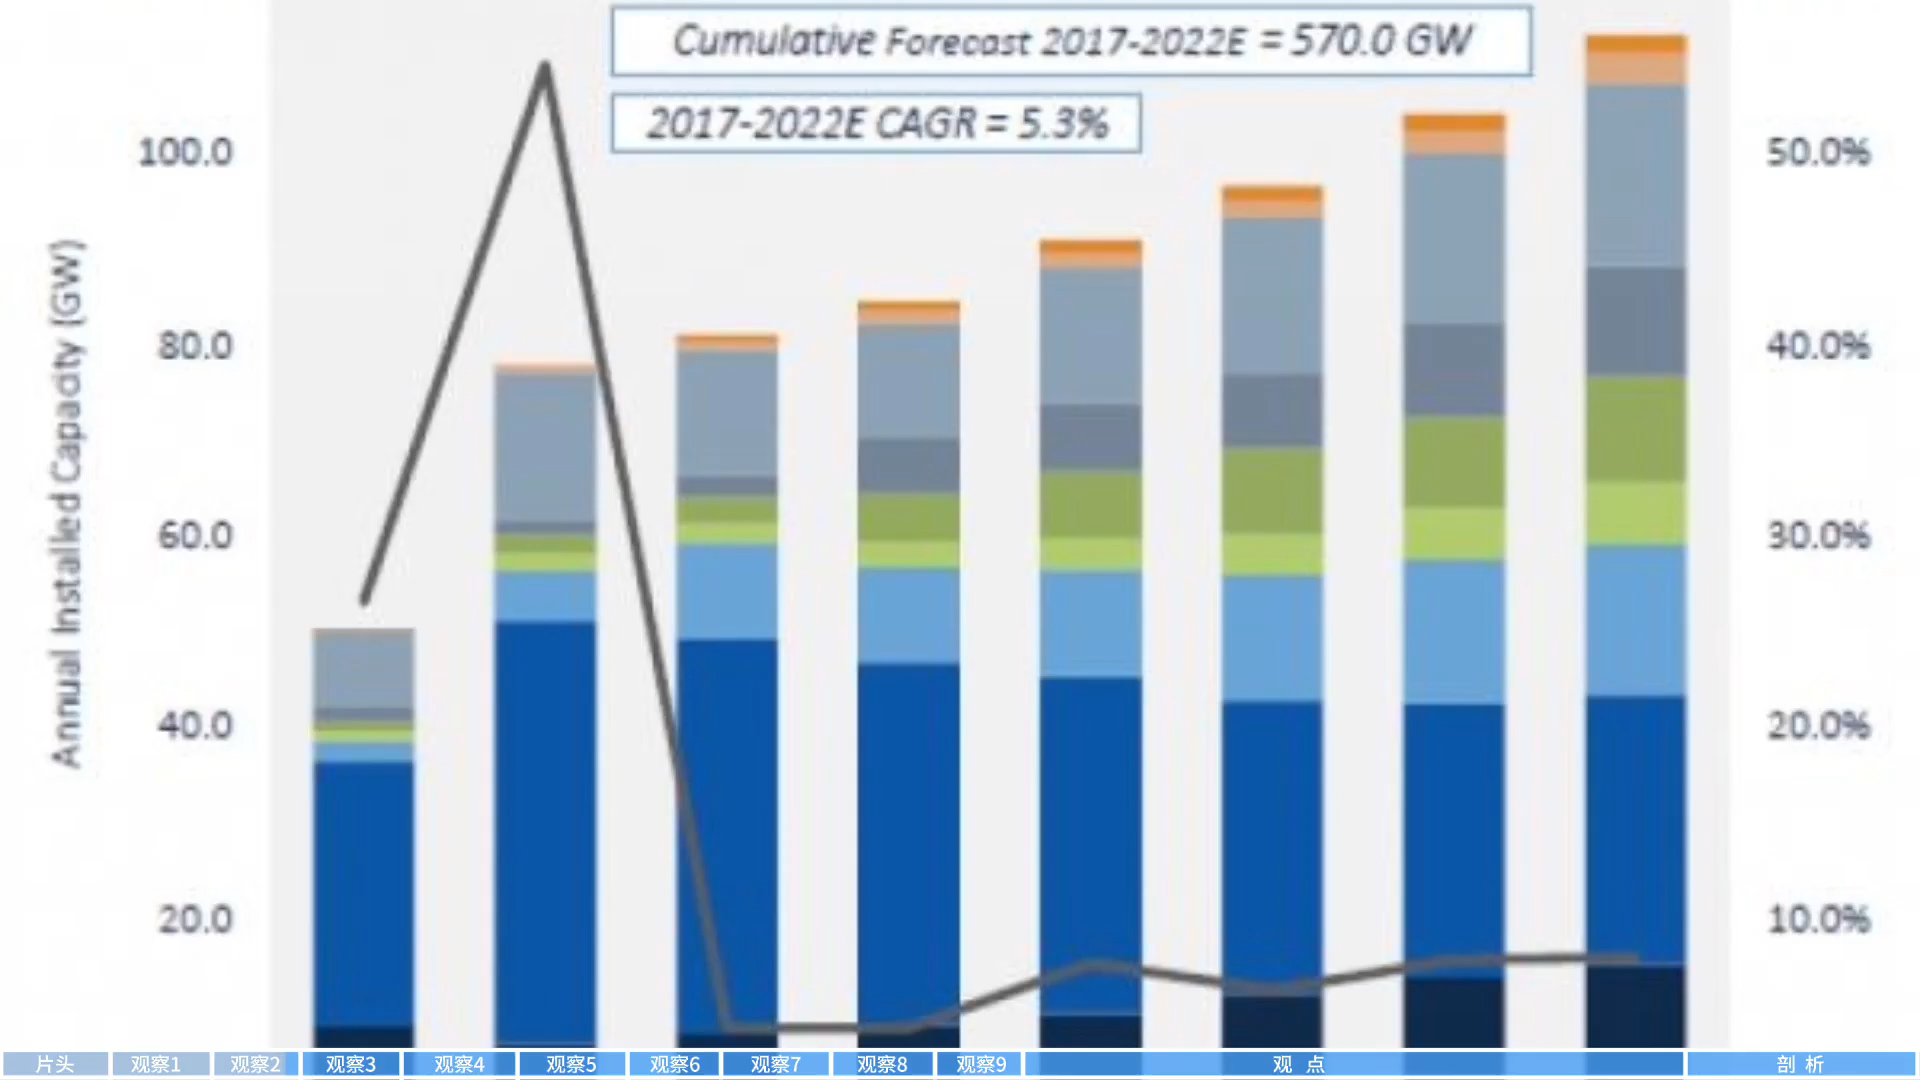 Cumulative Forecast 2017-2022E = 570.0 GW
2017-2022E CAGR = 5.3%
Annual Installed Capacity (GW)
100.0
80.0
60.0
40.0
20.0
50.0%
40.0%
30.0%
20.0%
10.0%
片头 观察1 观察2 观察3 观察4 观察5 观察6 观察7 观察8 观察9 观 点 剖 析